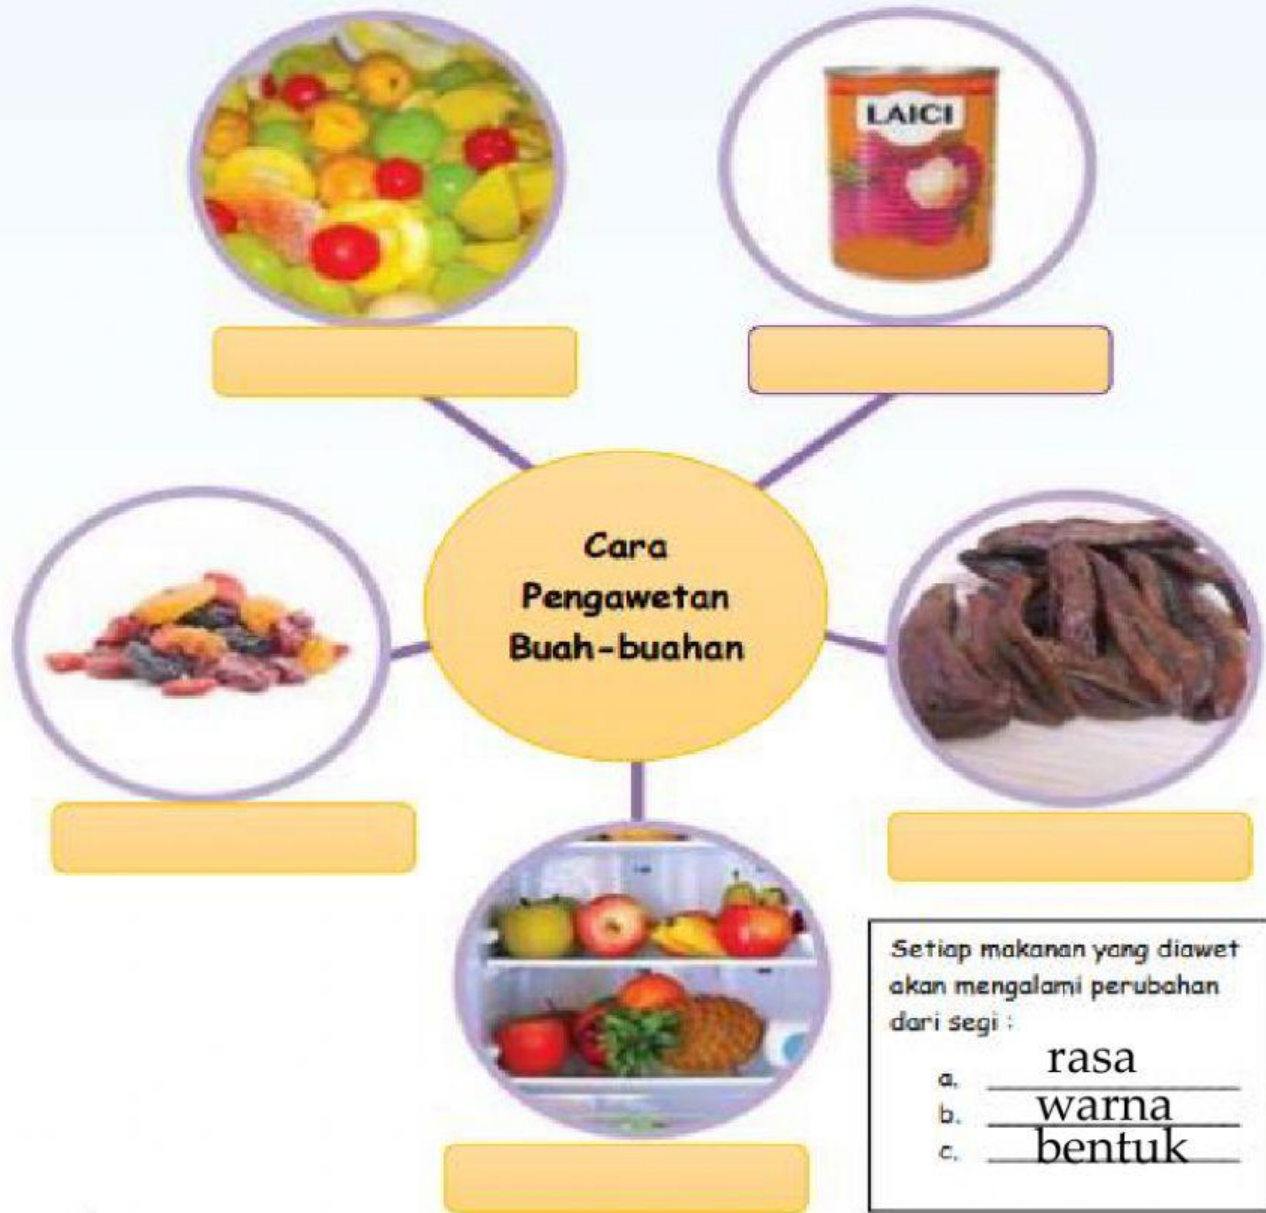 LAICI
Cara
Pengawetan
Buah-buahan
Setiap makanan yang diawet
akan mengalami perubahan
dari segi :
a. rasa
b. warna
c. bentuk